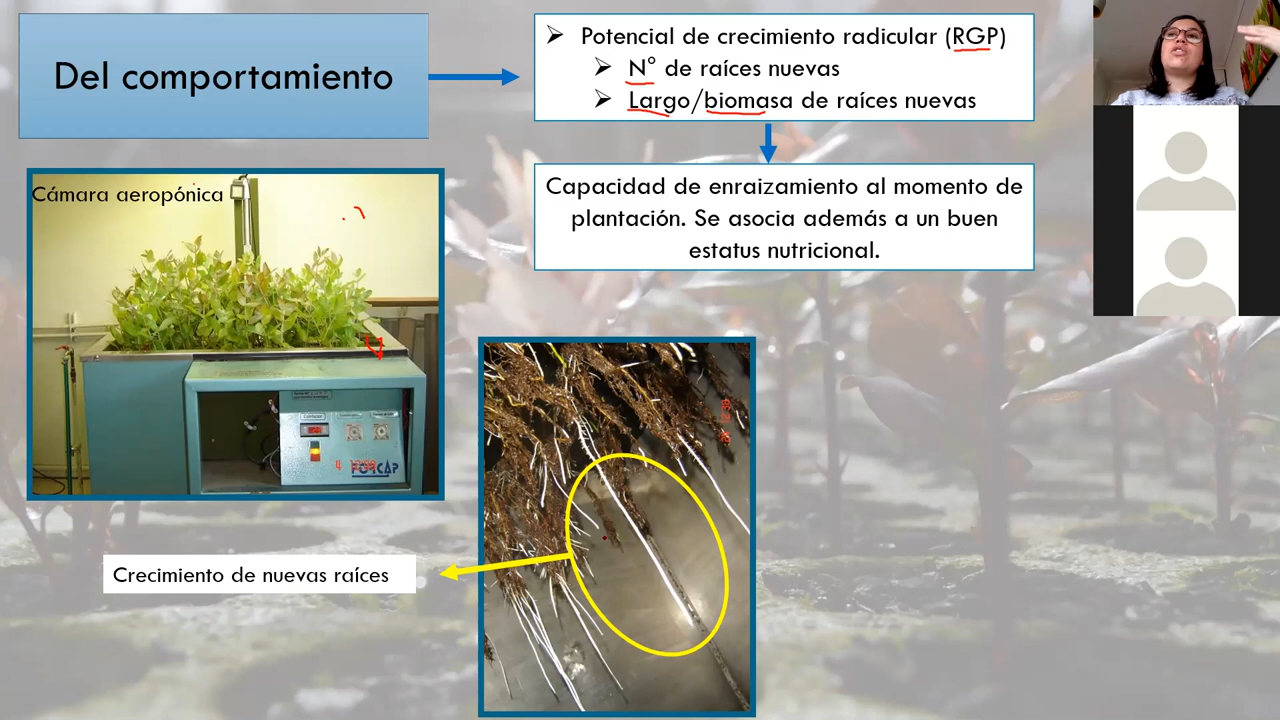 Del comportamiento
➢ Potencial de crecimiento radicular (RGP)
➢ N° de raíces nuevas
➢ Largo/biomasa de raíces nuevas
Capacidad de enraizamiento al momento de
plantación. Se asocia además a un buen
estatus nutricional.
Cámara aeropónica
Crecimiento de nuevas raíces